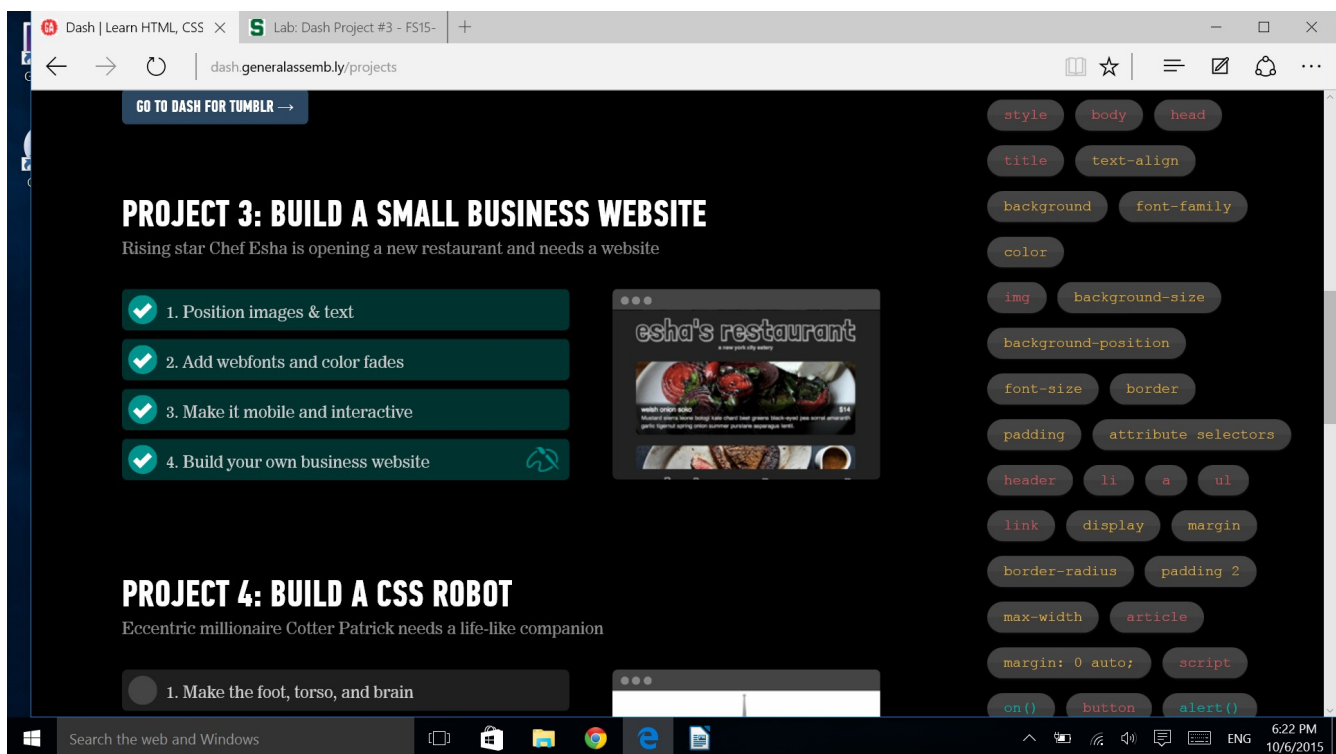 Dash | Learn HTML, CSS
Lab: Dash Project #3 - FS15-
dash.generalassemb.ly/projects
GO TO DASH FOR TUMBLR →
PROJECT 3: BUILD A SMALL BUSINESS WEBSITE
Rising star Chef Esha is opening a new restaurant and needs a website
1. Position images & text
2. Add webfonts and color fades
3. Make it mobile and interactive
4. Build your own business website
esha's restaurant
a new york city eatery
welsh onion soko
$14
PROJECT 4: BUILD A CSS ROBOT
Eccentric millionaire Cotter Patrick needs a life-like companion
1. Make the foot, torso, and brain
style body head
title text-align
background font-family
color
img background-size
background-position
font-size border
padding attribute selectors
header li a ul
link display margin
border-radius padding 2
max-width article
margin: 0 auto; script
on() button alert()
Search the web and Windows
ENG
6:22 PM
10/6/2015